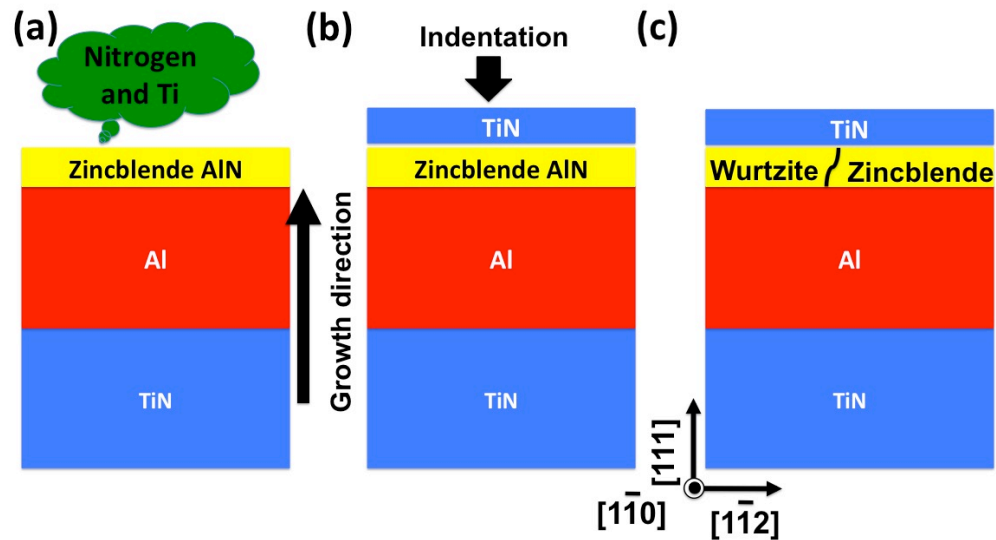 (a)
Nitrogen
and Ti
Zincblende AlN
Al
TiN
Growth direction
(b)
Indentation
TiN
Zincblende AlN
Al
TiN
(c)
TiN
Wurtzite
Zincblende
Al
TiN
[111]
[11̅0]
[11̅2]